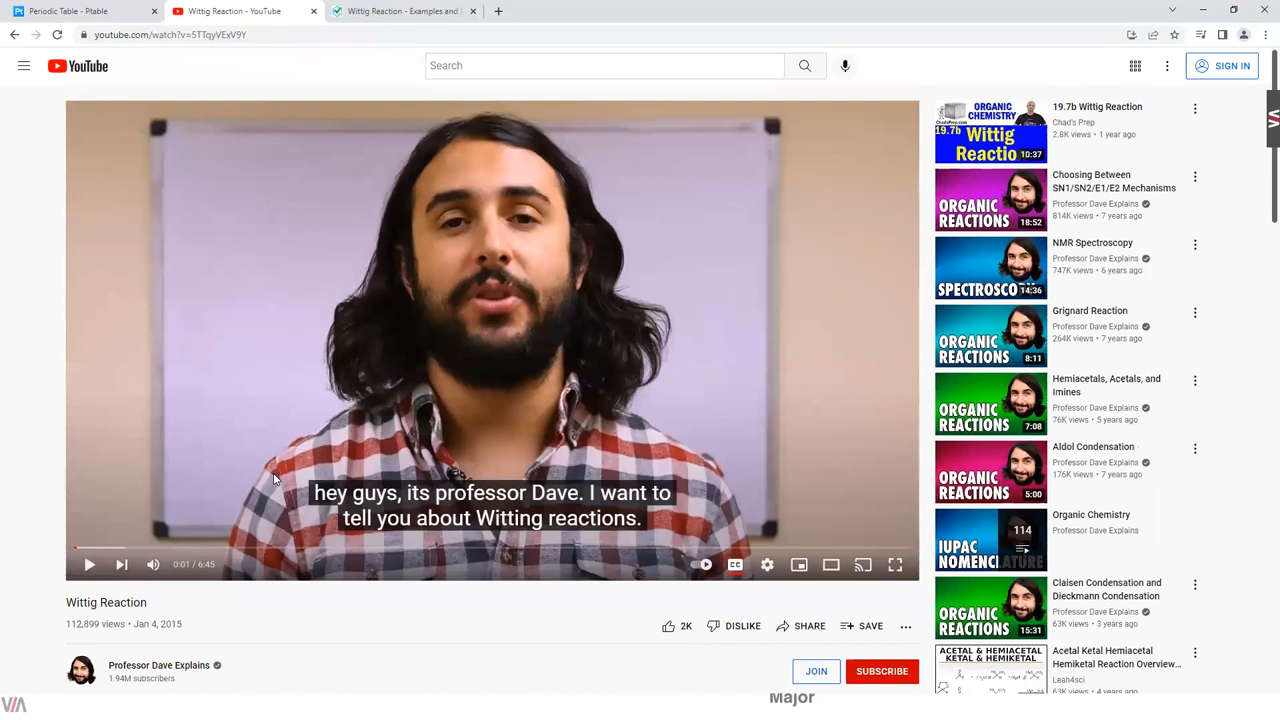 Periodic Table - Ptable
Wittig Reaction - YouTube
Wittig Reaction - Examples and
youtube.com/watch?v=5TTqyVExV9Y
YouTube
Search
SIGN IN
hey guys, its professor Dave. I want to
tell you about Witting reactions.
0:01 / 6:45
CC
Wittig Reaction
112,899 views • Jan 4, 2015
2K
DISLIKE
SHARE
SAVE
Professor Dave Explains
1.94M subscribers
JOIN
SUBSCRIBE
ORGANIC
CHEMISTRY
19.7b
Wittig
Reactio
10:37
19.7b Wittig Reaction
Chad's Prep
2.8K views • 1 year ago
ORGANIC
REACTIONS
18:52
Choosing Between
SN1/SN2/E1/E2 Mechanisms
Professor Dave Explains
814K views • 7 years ago
SPECTROSCO
14:36
NMR Spectroscopy
Professor Dave Explains
747K views • 6 years ago
ORGANIC
REACTIONS
8:11
Grignard Reaction
Professor Dave Explains
264K views • 7 years ago
ORGANIC
REACTIONS
7:08
Hemiacetals, Acetals, and
Imines
Professor Dave Explains
76K views • 5 years ago
ORGANIC
REACTIONS
5:00
Aldol Condensation
Professor Dave Explains
176K views • 7 years ago
IUPAC
NOMENCLATURE
114
Organic Chemistry
Professor Dave Explains
ORGANIC
REACTIONS
15:31
Claisen Condensation and
Dieckmann Condensation
Professor Dave Explains
63K views • 3 years ago
ACETAL & HEMIACETAL
KETAL & HEMIKETAL
Acetal Ketal Hemiacetal
Hemiketal Reaction Overview...
Leah4sci
63K views • 4 years ago
Major
VIA